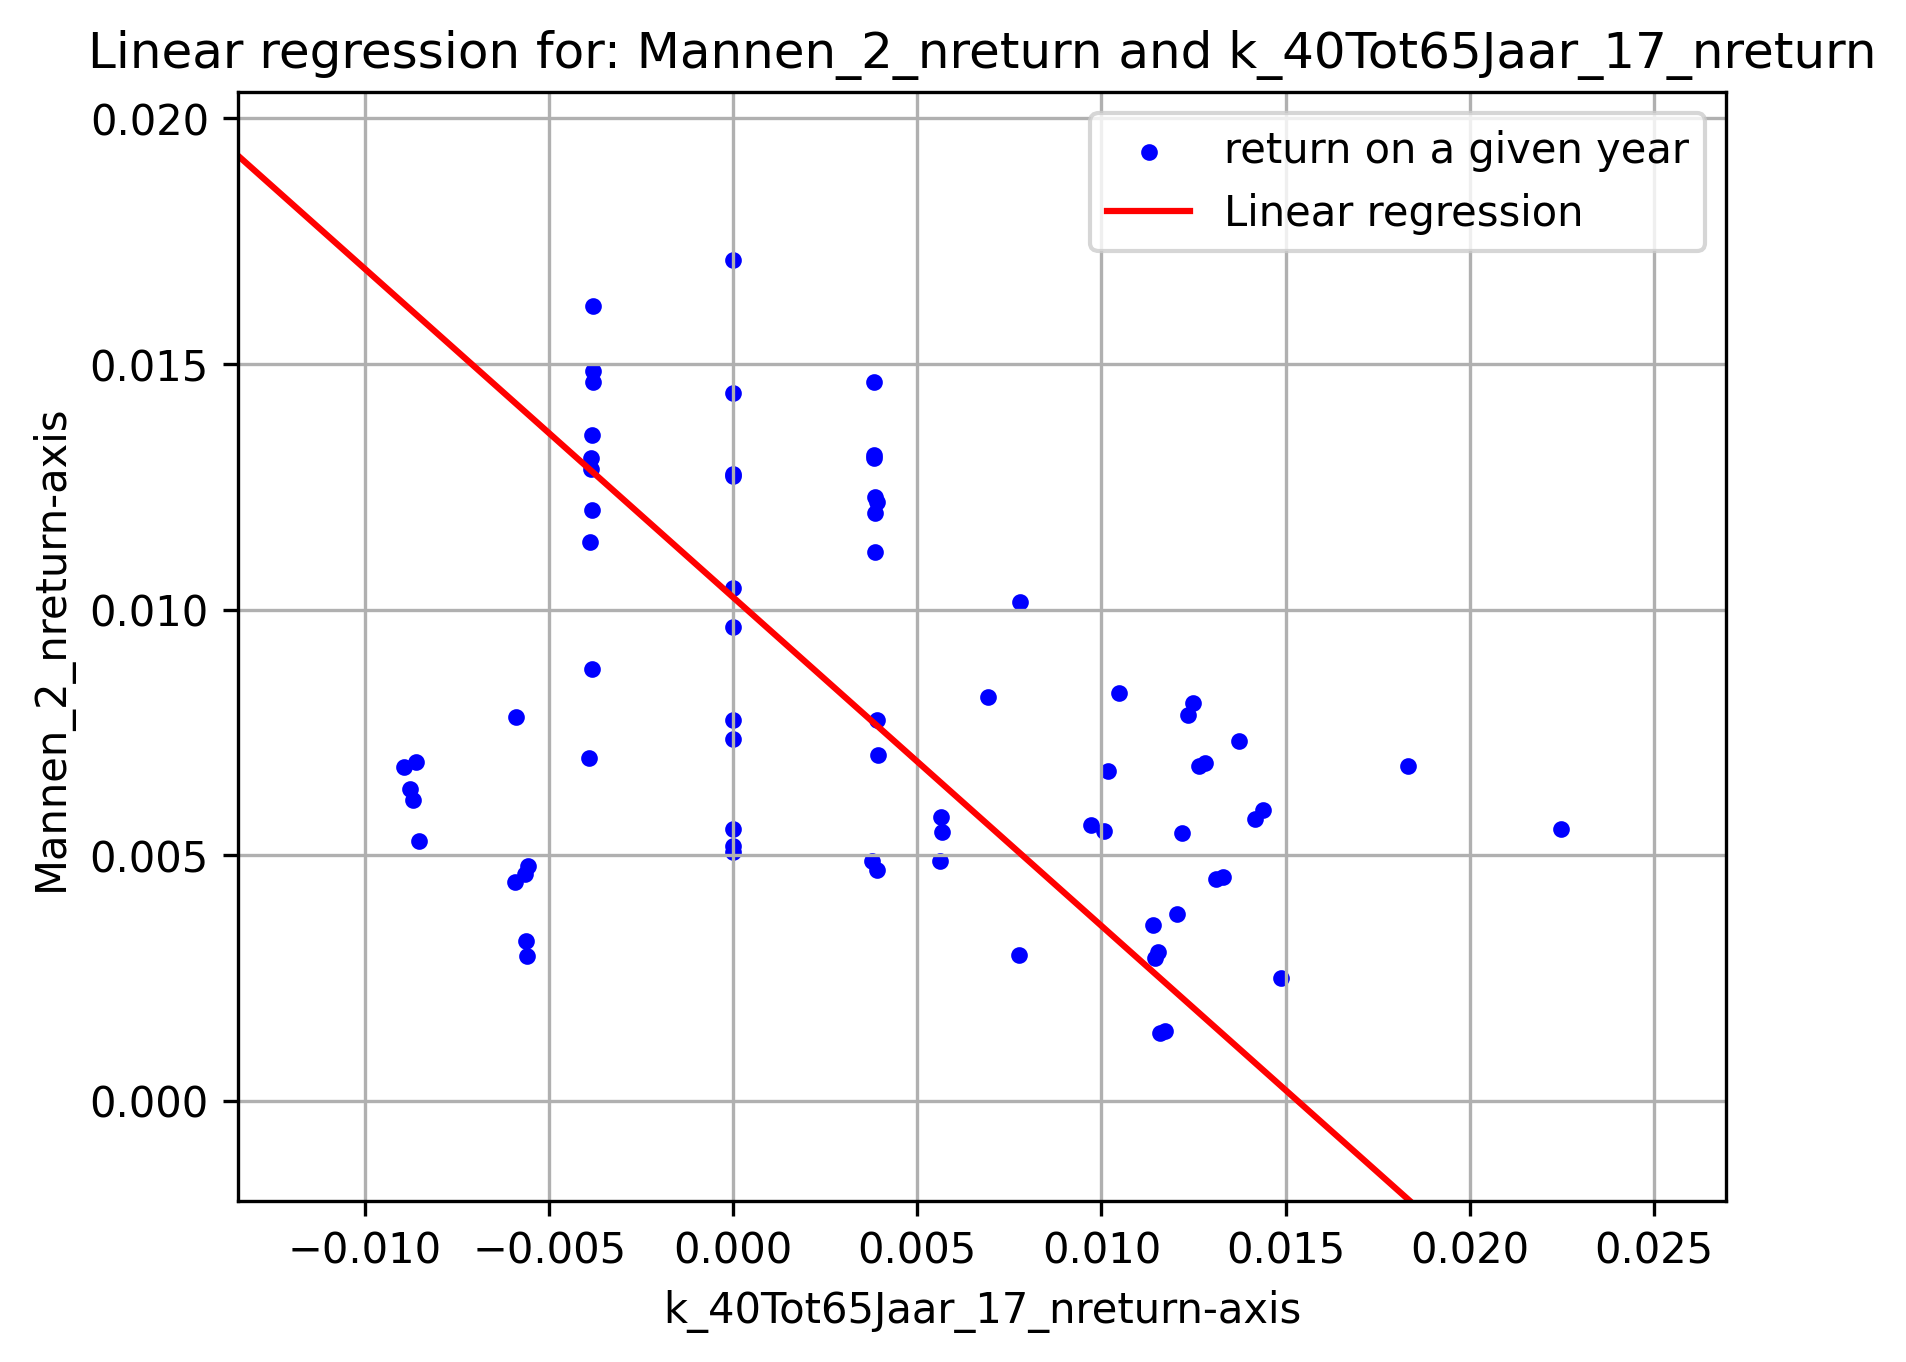 Linear regression for: Mannen_2_nreturn and k_40Tot65Jaar_17_nreturn
return on a given year
Linear regression
Mannen_2_nreturn-axis
0.020
0.015
0.010
0.005
0.000
−0.010 −0.005 0.000 0.005 0.010 0.015 0.020 0.025
k_40Tot65Jaar_17_nreturn-axis